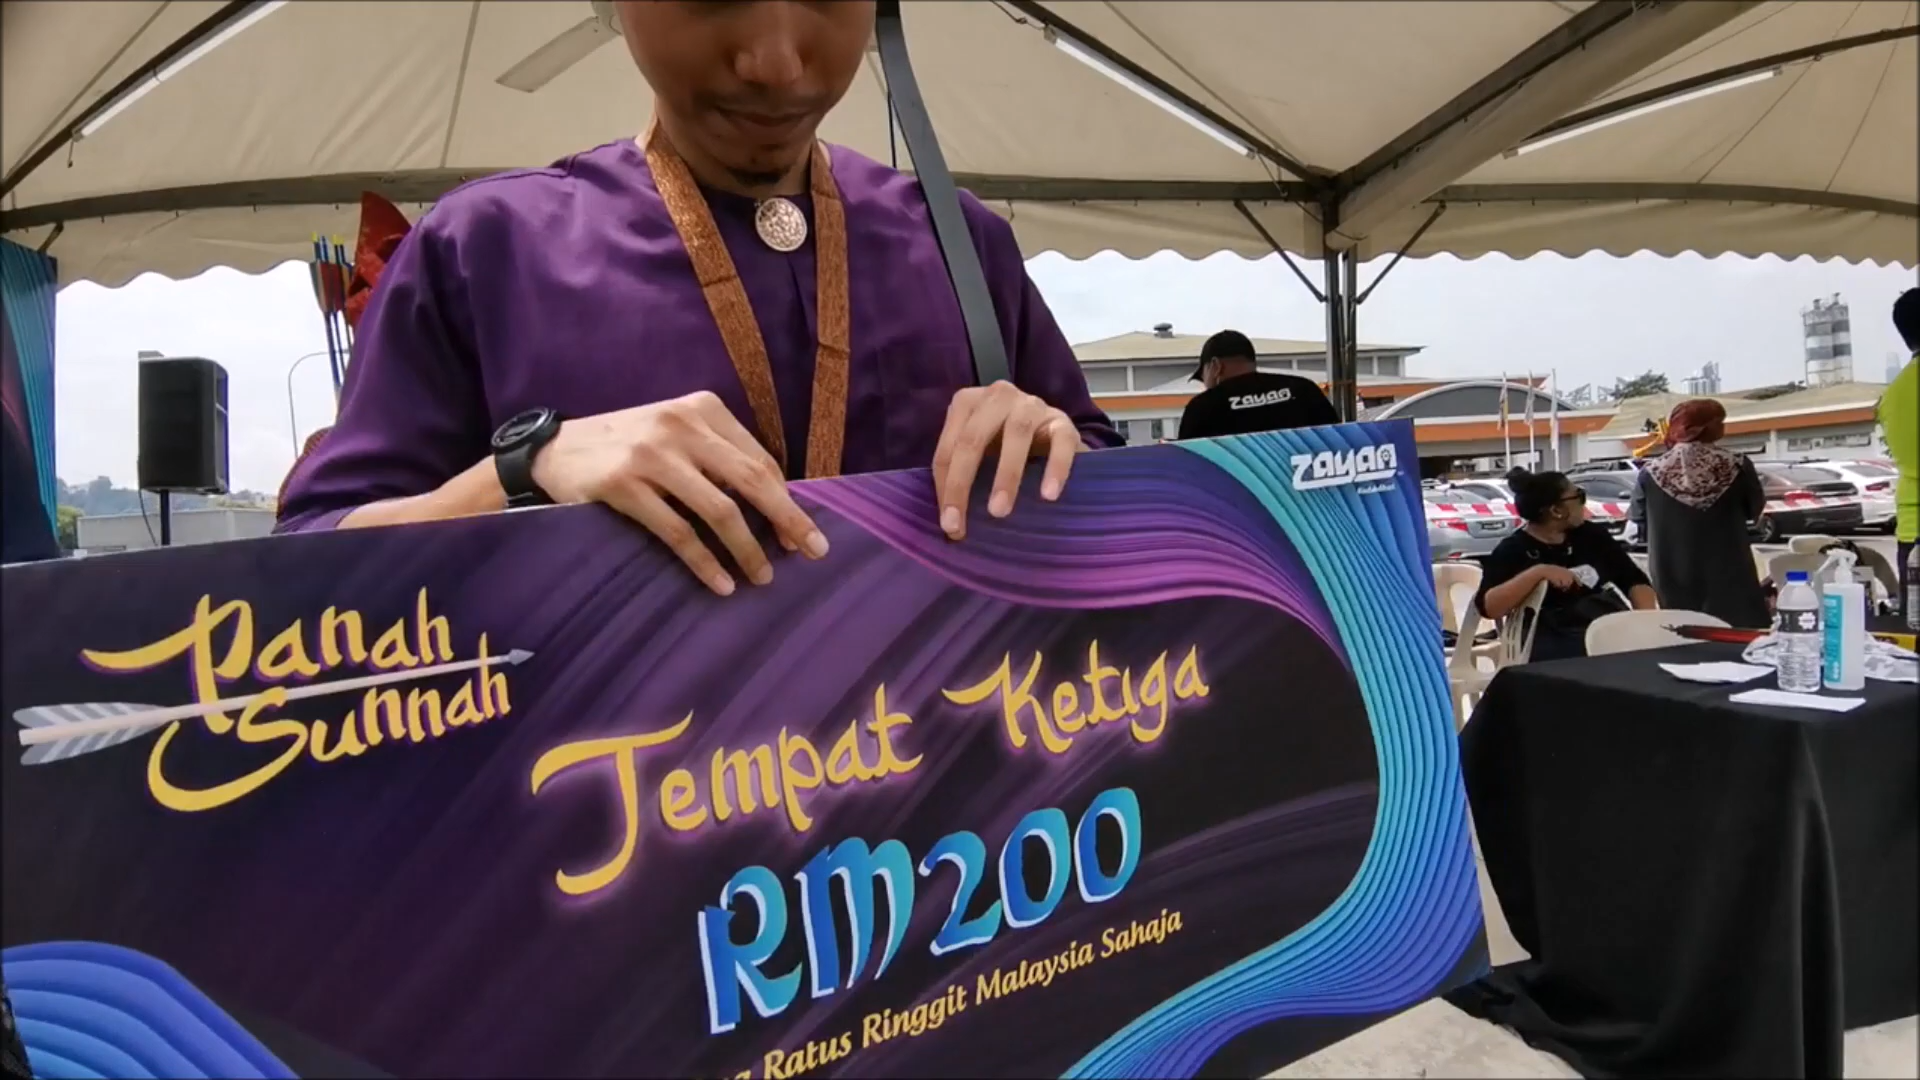 zayan
zayan
Panah
Sunnah
Tempat Ketiga
RM200
Ratus Ringgit Malaysia Sahaja